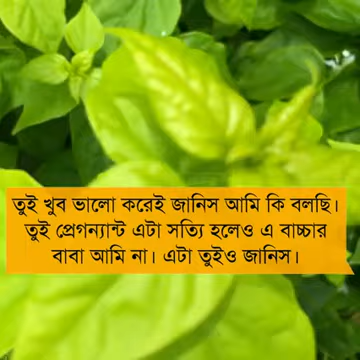 তুই খুব ভালো করেই জানিস আমি কি বলছি।
তুই প্রেগন্যান্ট এটা সত্যি হলেও এ বাচ্চার
বাবা আমি না। এটা তুইও জানিস।